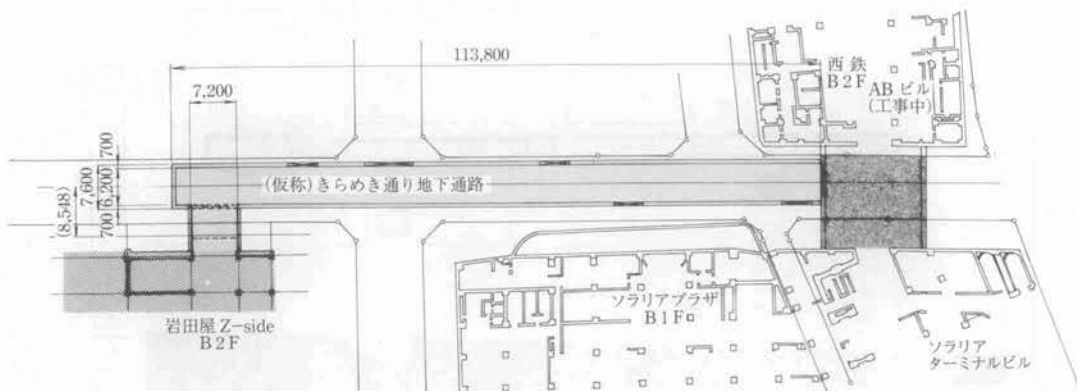 113,800
7,200
700
7,600
6,200
(8,548)
700
(仮称)きらめき通り地下通路
西鉄
B2F
ABビル
(工事中)
岩田屋 Z-side
B2F
ソラリアプラザ
B1F
ソラリア
ターミナルビル